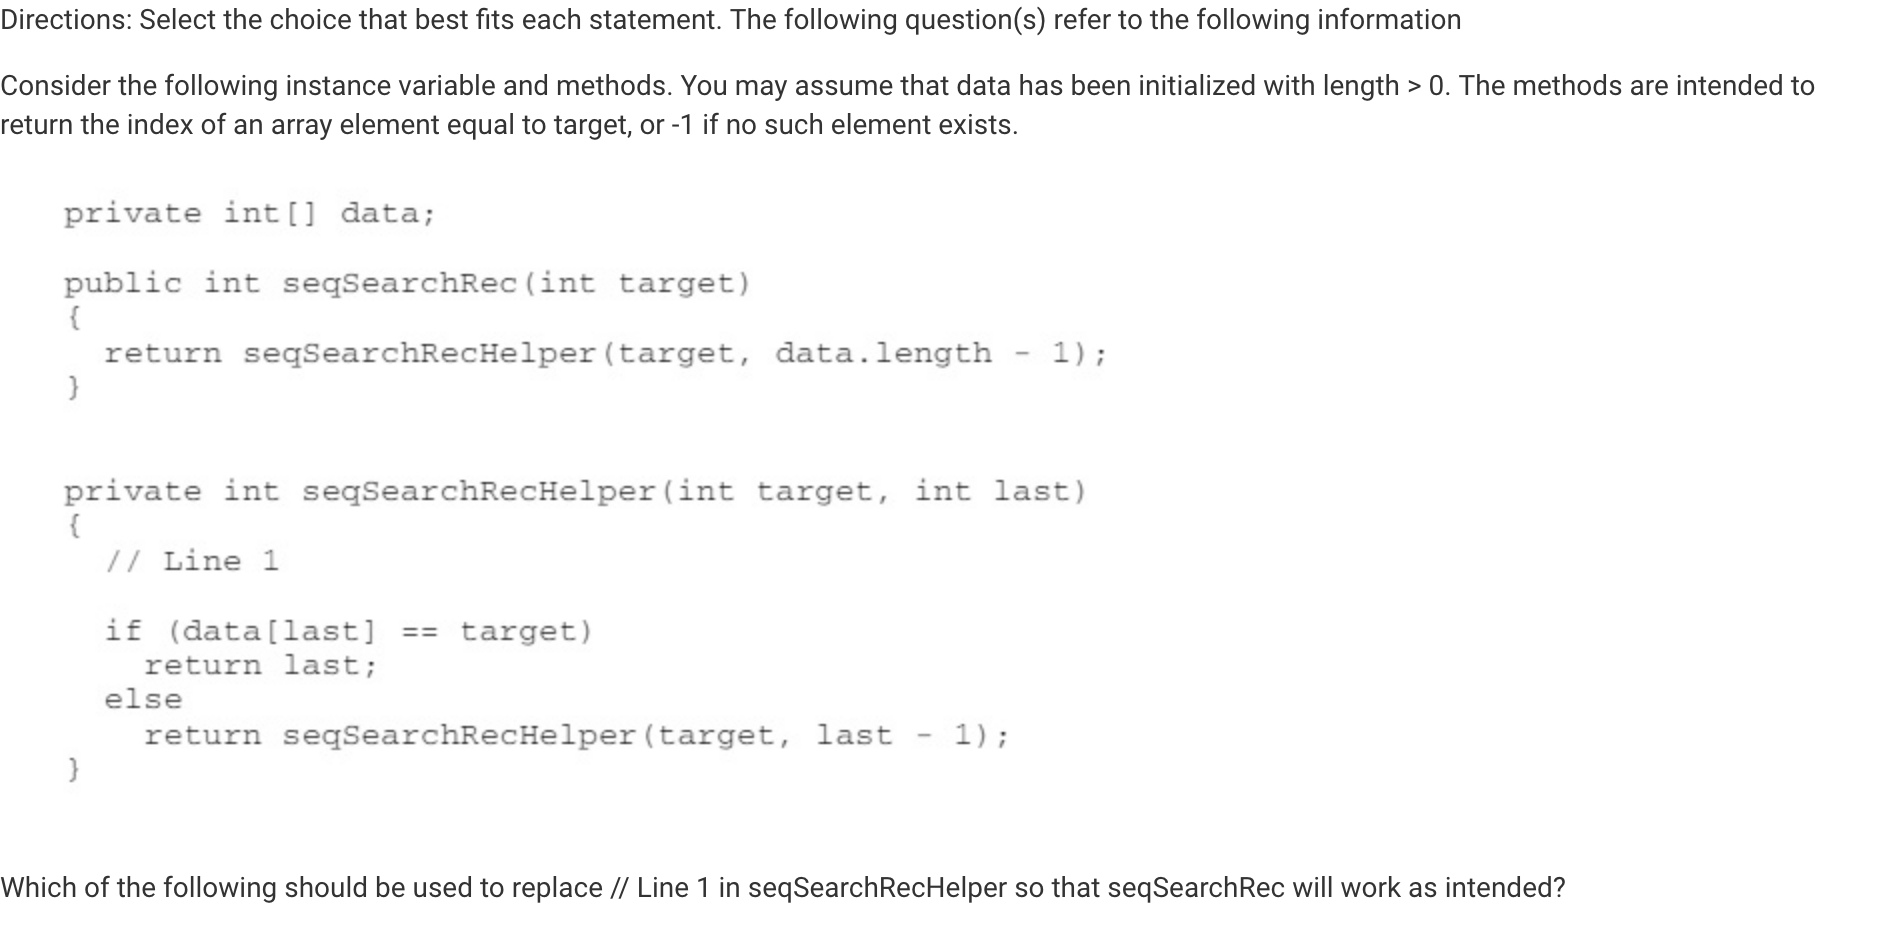 Directions: Select the choice that best fits each statement. The following question(s) refer to the following information
Consider the following instance variable and methods. You may assume that data has been initialized with length > 0. The methods are intended to
return the index of an array element equal to target, or -1 if no such element exists.
private int[] data;
public int seqSearchRec(int target)
{
  return seqSearchRecHelper(target, data.length - 1);
}
private int seqSearchRecHelper(int target, int last)
{
  // Line 1
  if (data[last] == target)
    return last;
  else
    return seqSearchRecHelper(target, last - 1);
}
Which of the following should be used to replace // Line 1 in seqSearchRecHelper so that seqSearchRec will work as intended?